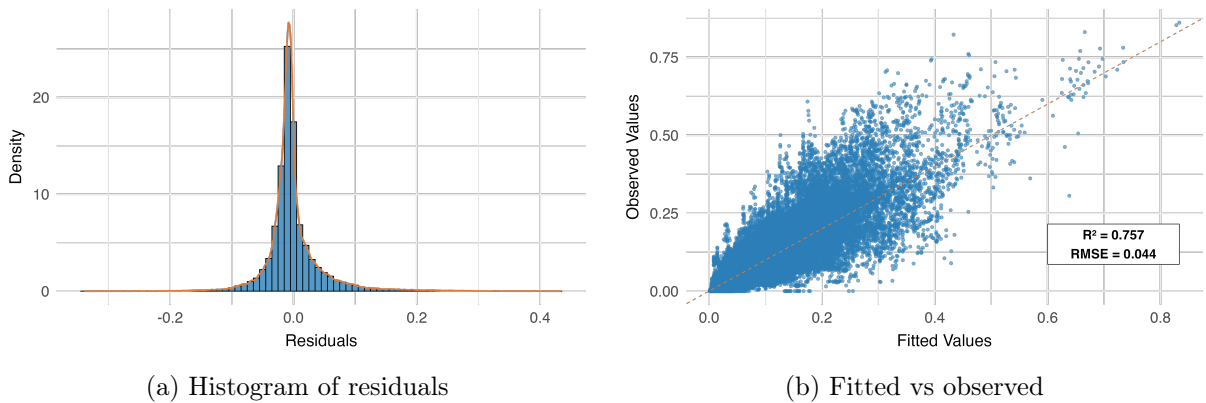 Density
20
10
0
-0.2
0.0
0.2
0.4
Residuals
(a) Histogram of residuals
Observed Values
0.75
0.50
0.25
0.00
R² = 0.757
RMSE = 0.044
0.0
0.2
0.4
0.6
0.8
Fitted Values
(b) Fitted vs observed